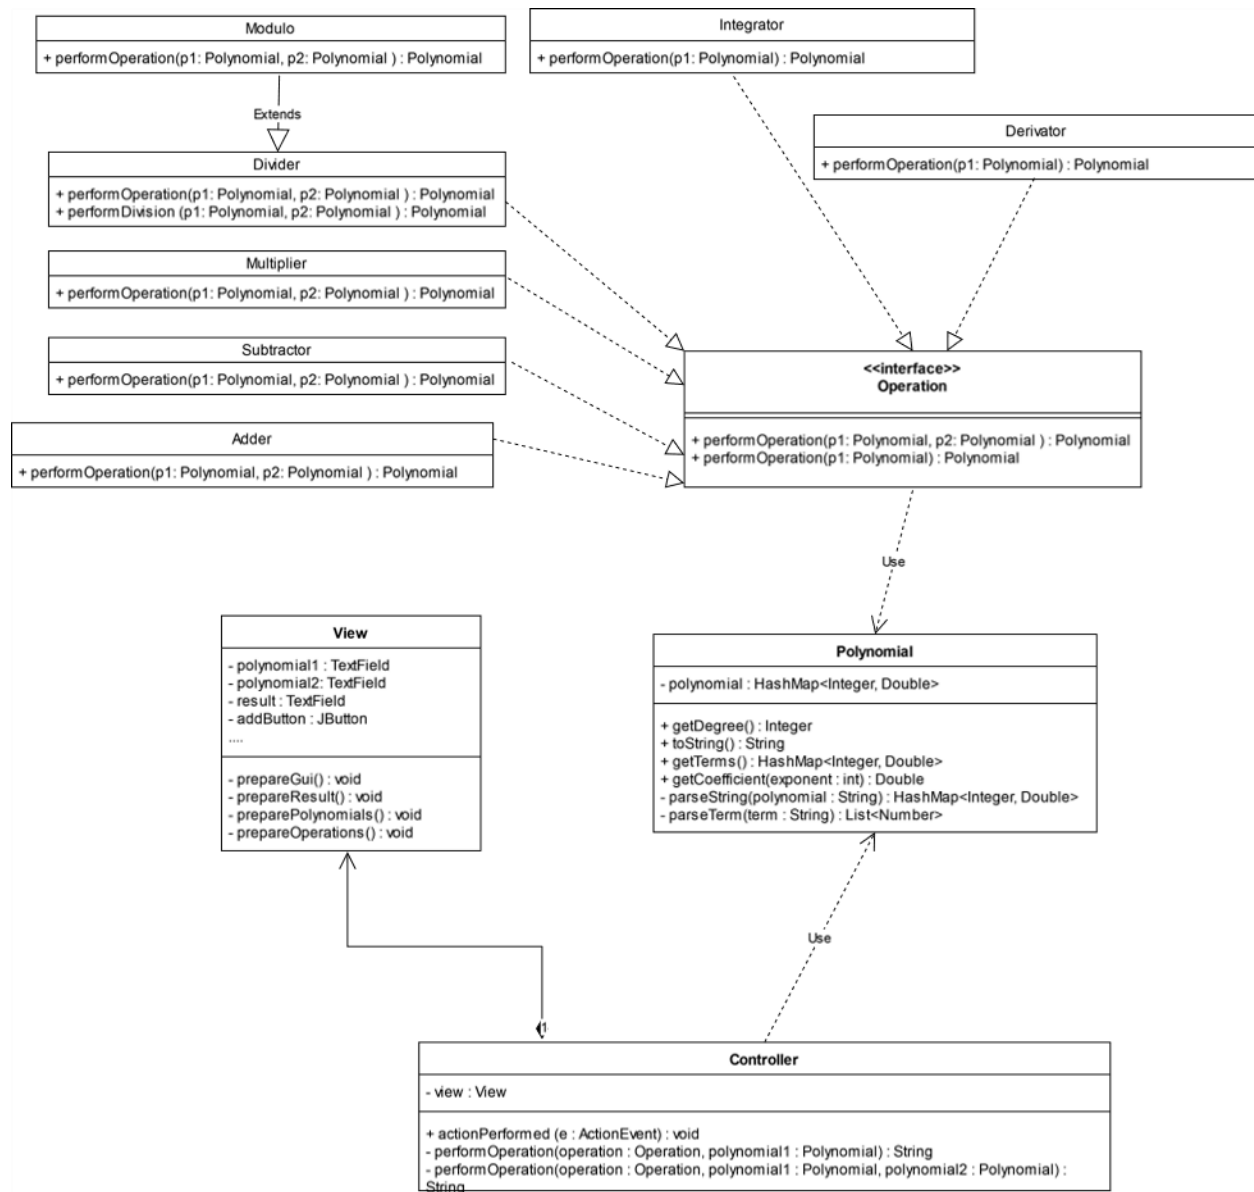 Modulo
+ performOperation(p1: Polynomial, p2: Polynomial ) : Polynomial
Integrator
+ performOperation(p1: Polynomial) : Polynomial
Extends
Derivator
+ performOperation(p1: Polynomial) : Polynomial
Divider
+ performOperation(p1: Polynomial, p2: Polynomial ) : Polynomial
+ performDivision (p1: Polynomial, p2: Polynomial ) : Polynomial
Multiplier
+ performOperation(p1: Polynomial, p2: Polynomial ) : Polynomial
Subtractor
+ performOperation(p1: Polynomial, p2: Polynomial ) : Polynomial
Adder
+ performOperation(p1: Polynomial, p2: Polynomial ) : Polynomial
<<interface>>
Operation
+ performOperation(p1: Polynomial, p2: Polynomial ) : Polynomial
+ performOperation(p1: Polynomial) : Polynomial
Use
View
- polynomial1 : TextField
- polynomial2: TextField
- result : TextField
- addButton : JButton
....
- prepareGui() : void
- prepareResult() : void
- preparePolynomials() : void
- prepareOperations() : void
Polynomial
- polynomial : HashMap<Integer, Double>
+ getDegree() : Integer
+ toString() : String
+ getTerms() : HashMap<Integer, Double>
+ getCoefficient(exponent : int) : Double
- parseString(polynomial : String) : HashMap<Integer, Double>
- parseTerm(term : String) : List<Number>
Use
1
Controller
- view : View
+ actionPerformed (e : ActionEvent) : void
- performOperation(operation : Operation, polynomial1 : Polynomial) : String
- performOperation(operation : Operation, polynomial1 : Polynomial, polynomial2 : Polynomial) :
String